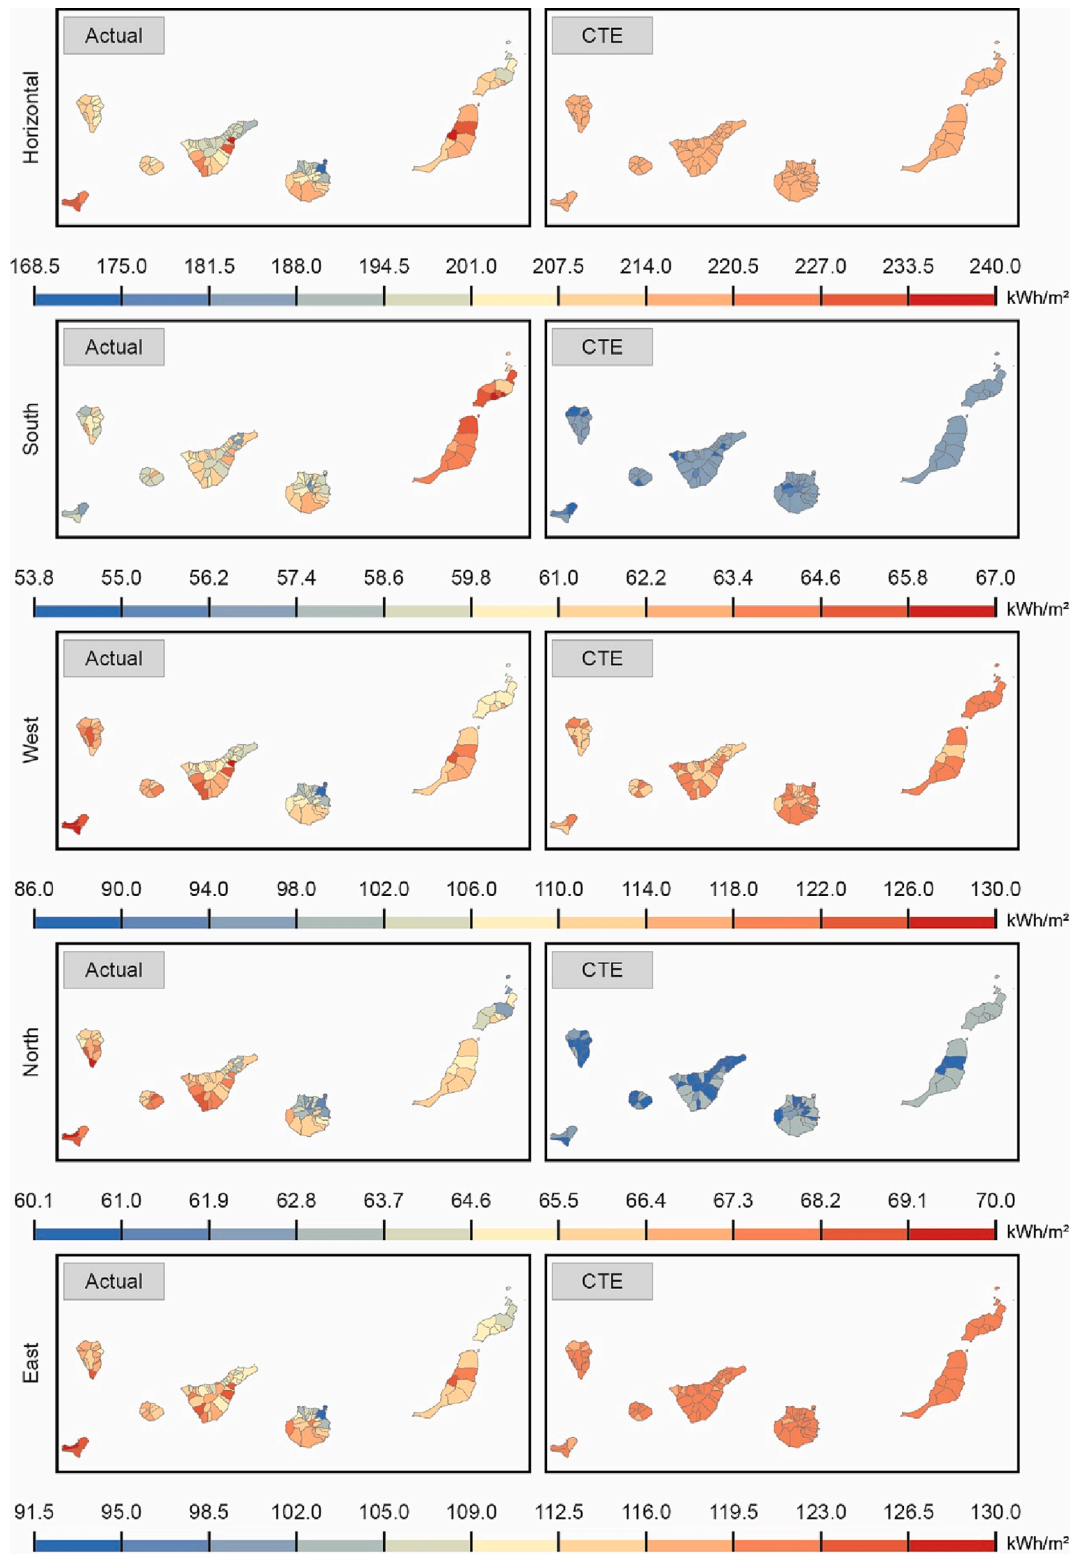 Actual CTE
Horizontal
168.5 175.0 181.5 188.0 194.5 201.0 207.5 214.0 220.5 227.0 233.5 240.0
kWh/m²
Actual CTE
South
53.8 55.0 56.2 57.4 58.6 59.8 61.0 62.2 63.4 64.6 65.8 67.0
kWh/m²
Actual CTE
West
86.0 90.0 94.0 98.0 102.0 106.0 110.0 114.0 118.0 122.0 126.0 130.0
kWh/m²
Actual CTE
North
60.1 61.0 61.9 62.8 63.7 64.6 65.5 66.4 67.3 68.2 69.1 70.0
kWh/m²
Actual CTE
East
91.5 95.0 98.5 102.0 105.0 109.0 112.5 116.0 119.5 123.0 126.5 130.0
kWh/m²